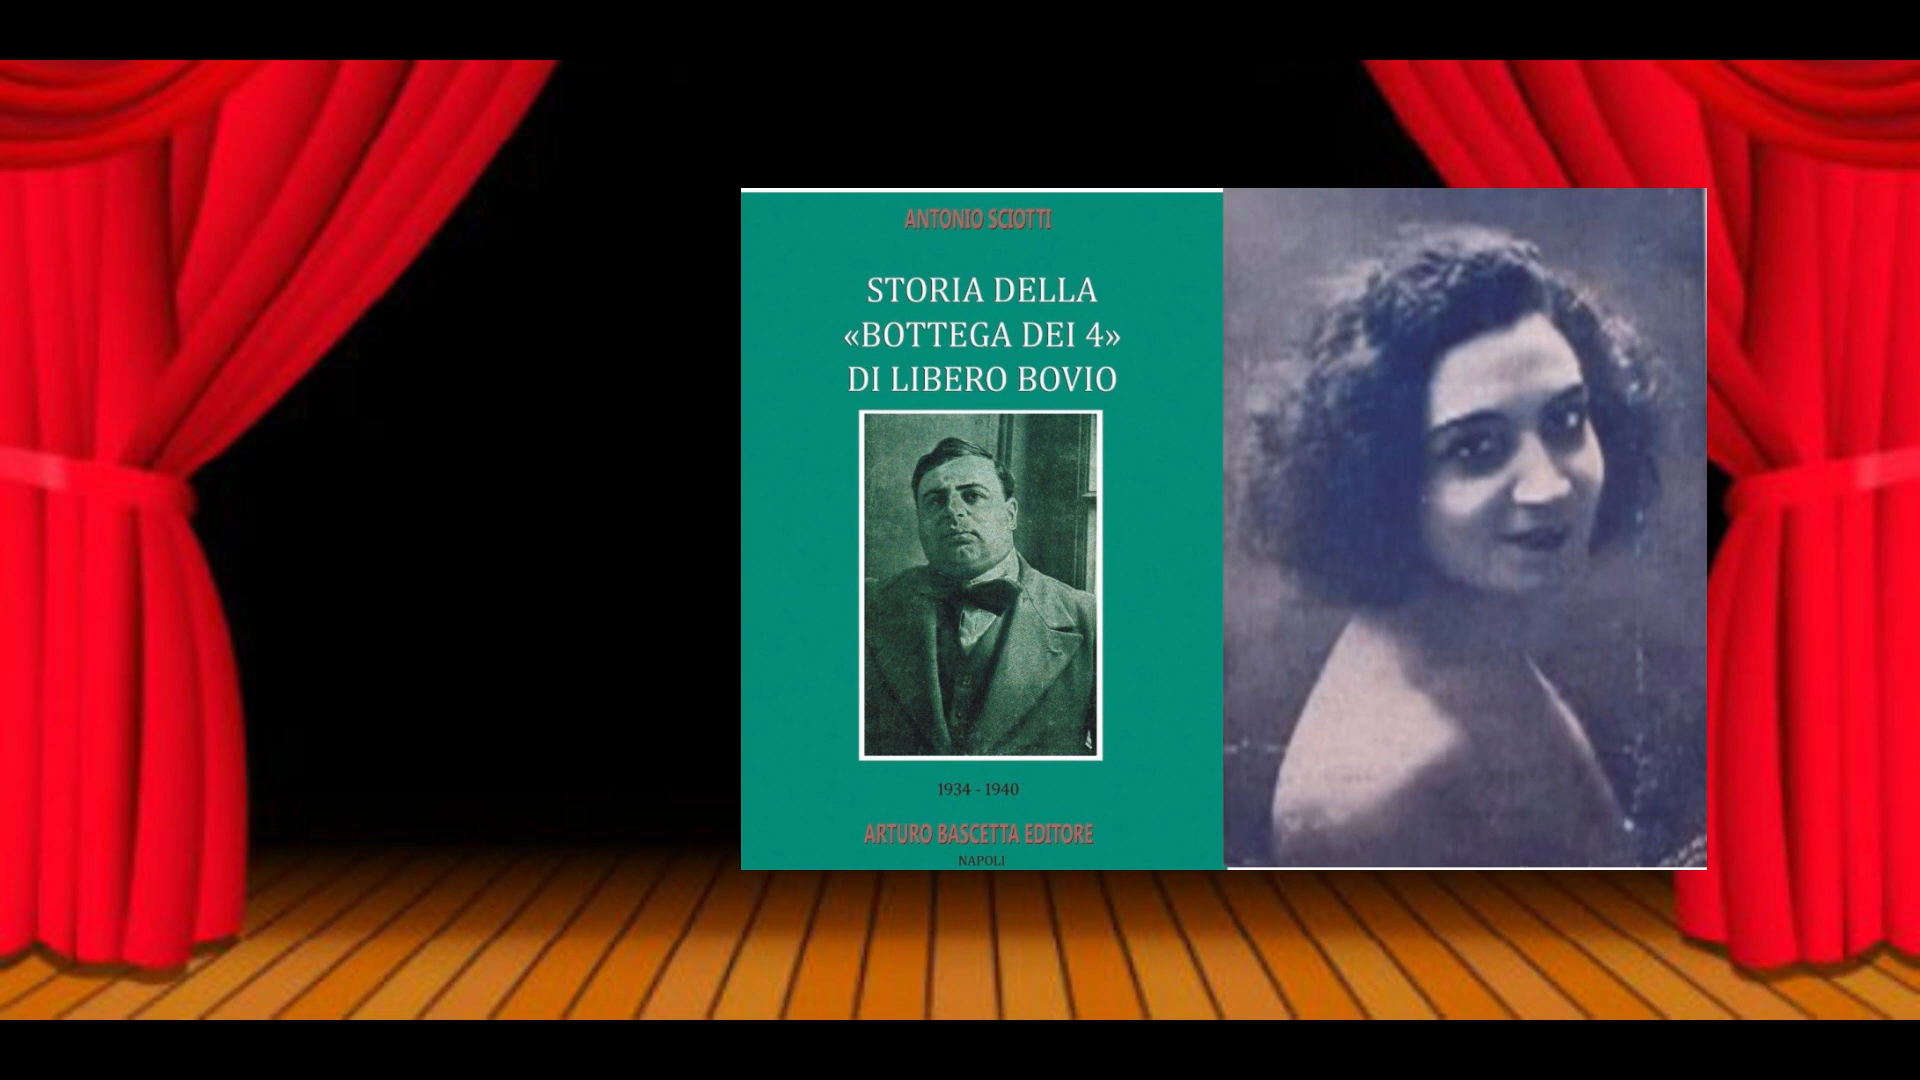 ANTONIO SCIOTTI
STORIA DELLA
«BOTTEGA DEI 4»
DI LIBERO BOVIO
1934 - 1940
ARTURO BASCETTA EDITORE
NAPOLI